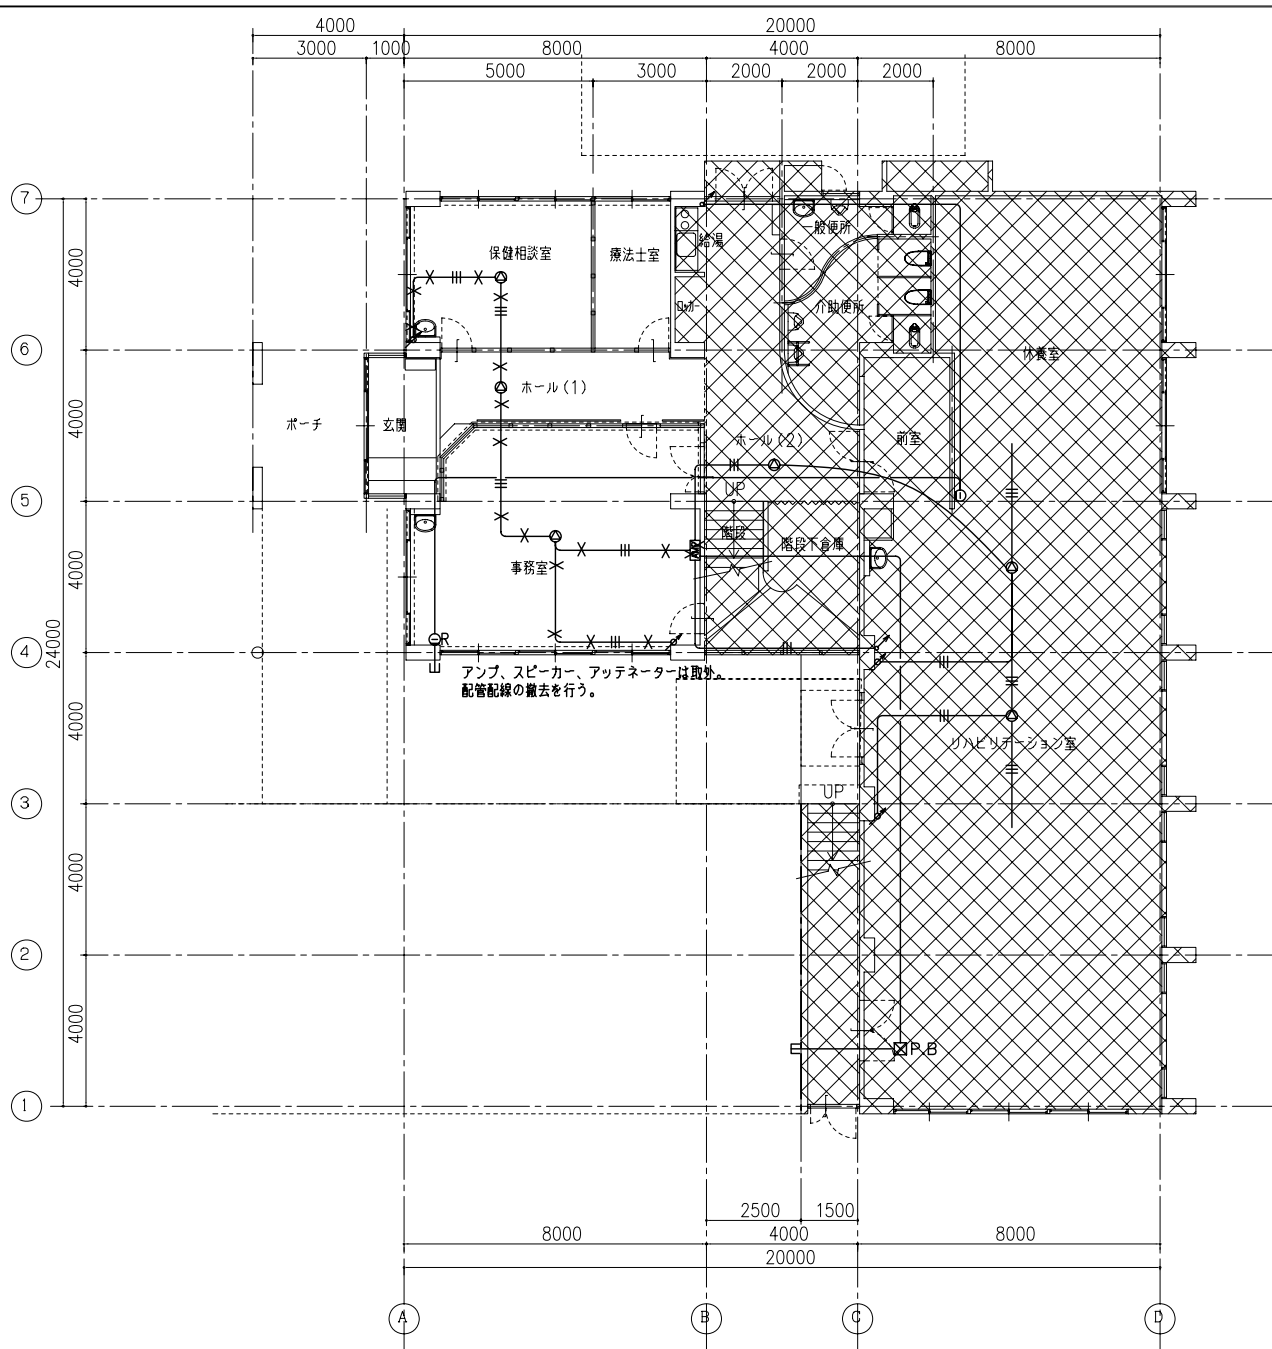 4000
20000
3000
1000
8000
4000
8000
5000
3000
2000
2000
2000
7
保健相談室
療法士室
給湯
一般便所
4000
ロッカー
介助便所
6
休養室
ホール(1)
4000
ポーチ
玄関
ホール(2)
前室
5
UP
階段
階段下倉庫
4000
事務室
R
4
24000
アンプ、スピーカー、アッテネーターは取外。
配管配線の撤去を行う。
4000
リハビリテーション室
UP
3
4000
2
4000
P.B
1
2500
1500
8000
4000
8000
20000
A
B
C
D